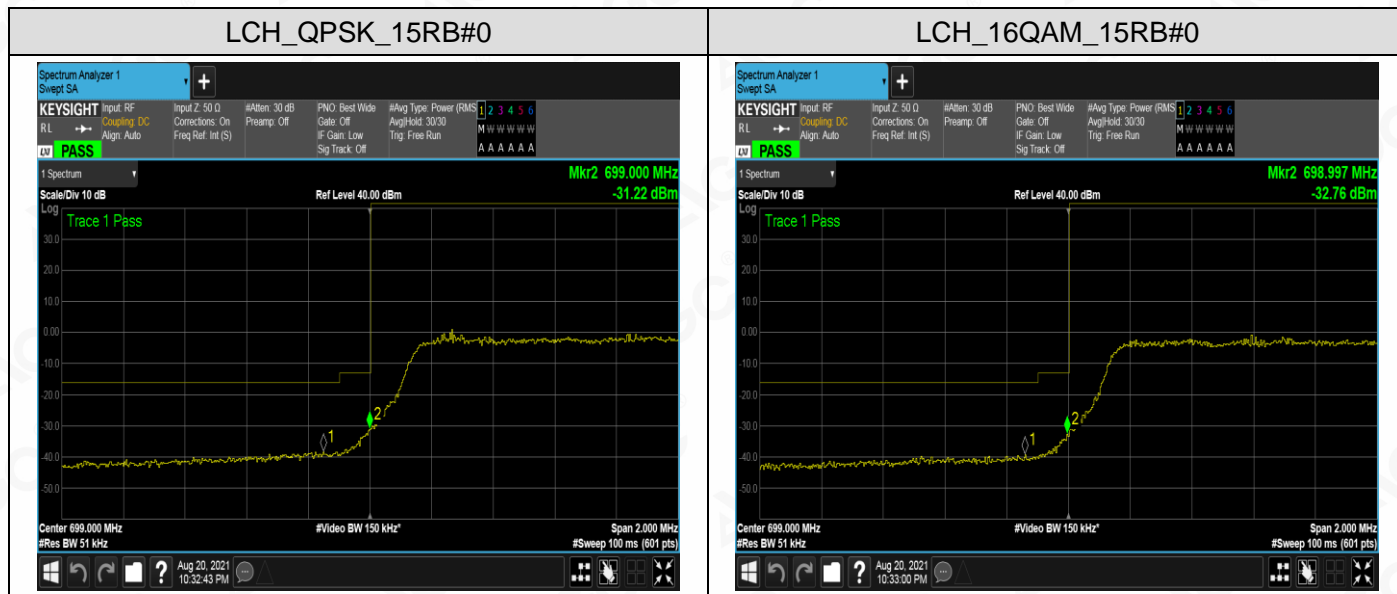 LCH_QPSK_15RB#0
Spectrum Analyzer 1
Swept SA
KEYSIGHT
RL
Input: RF
Coupling: DC
Align: Auto
Input Z: 50 Ω
Corrections: On
Freq Ref: Int (S)
#Atten: 30 dB
Preamp: Off
PNO: Best Wide
Gate: Off
IF Gain: Low
Sig Track: Off
#Avg Type: Power (RMS
Avg|Hold: 30/30
Trig: Free Run
1 2 3 4 5 6
M W W W W W
A A A A A A
LXI PASS
1 Spectrum
Mkr2 699.000 MHz
-31.22 dBm
Scale/Div 10 dB
Ref Level 40.00 dBm
Log
Trace 1 Pass
30.0
20.0
10.0
0.00
-10.0
-20.0
-30.0
-40.0
-50.0
1
2
Center 699.000 MHz
#Video BW 150 kHz*
Span 2.000 MHz
#Res BW 51 kHz
#Sweep 100 ms (601 pts)
?
Aug 20, 2021
10:32:43 PM
LCH_16QAM_15RB#0
Spectrum Analyzer 1
Swept SA
KEYSIGHT
RL
Input: RF
Coupling: DC
Align: Auto
Input Z: 50 Ω
Corrections: On
Freq Ref: Int (S)
#Atten: 30 dB
Preamp: Off
PNO: Best Wide
Gate: Off
IF Gain: Low
Sig Track: Off
#Avg Type: Power (RMS
Avg|Hold: 30/30
Trig: Free Run
1 2 3 4 5 6
M W W W W W
A A A A A A
LXI PASS
1 Spectrum
Mkr2 698.997 MHz
-32.76 dBm
Scale/Div 10 dB
Ref Level 40.00 dBm
Log
Trace 1 Pass
30.0
20.0
10.0
0.00
-10.0
-20.0
-30.0
-40.0
-50.0
1
2
Center 699.000 MHz
#Video BW 150 kHz*
Span 2.000 MHz
#Res BW 51 kHz
#Sweep 100 ms (601 pts)
?
Aug 20, 2021
10:33:00 PM